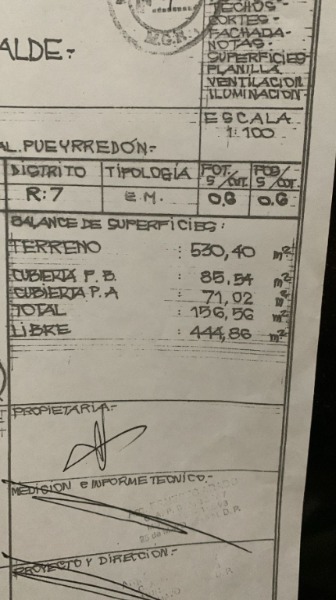 TECHOS
CORTES-
FACHADA-
NOTAS-
SUPERFICIES
PLANILLA
VENTILACION
ILUMINACION-
M.G.R.
ALDE:-
ESCALA
1:100
AL. PUEYRREDÓN:-
DISTRITO TIPOLOGÍA FOT. FOS
R:7 E.M. 0.6 0.6
BALANCE DE SUPERFICIES:
TERRENO : 530,40 m²
CUBIERTA P.B. : 85,54 m²
CUBIERTA P.A : 71,02 m²
TOTAL : 156,56 m²
LIBRE : 444,86 m²
PROPIETARIA:-
MEDICION e INFORME TECNICO.-
PROYECTO Y DIRECCION:-